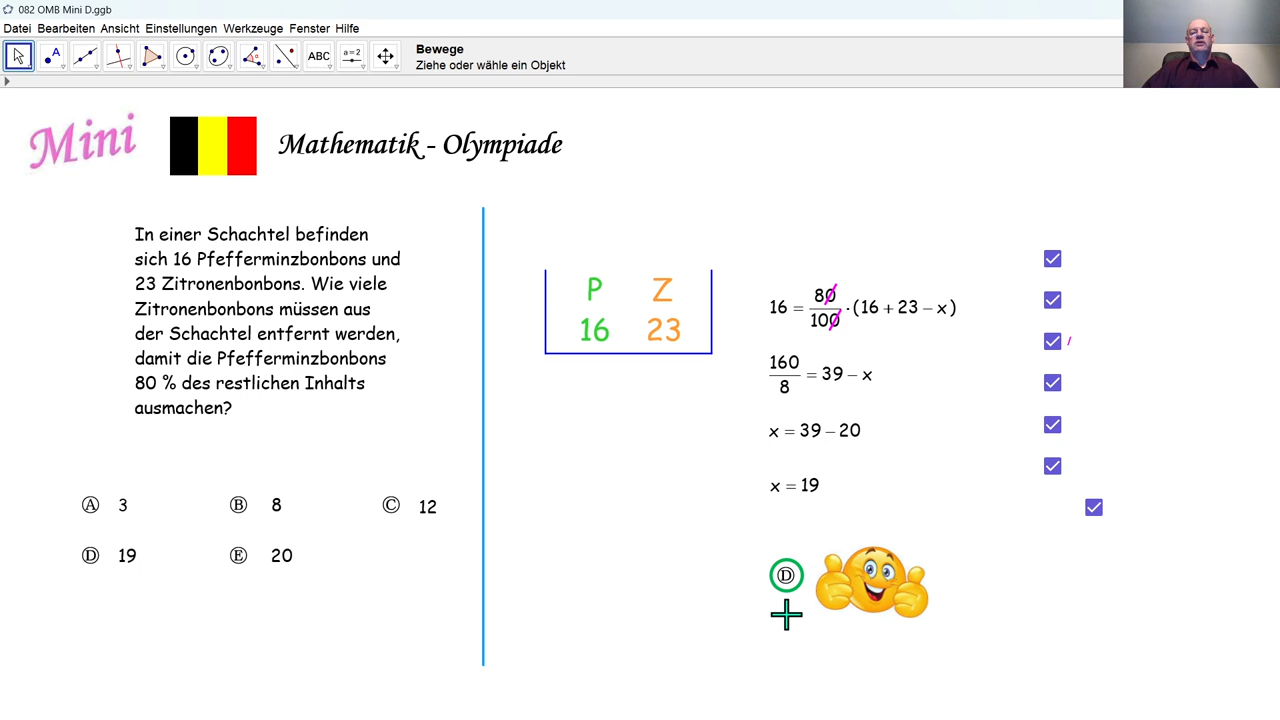 082 OMB Mini D.ggb
Datei Bearbeiten Ansicht Einstellungen Werkzeuge Fenster Hilfe
A
ABC
a=2
Bewege
Ziehe oder wähle ein Objekt
Mini
Mathematik - Olympiade
In einer Schachtel befinden
sich 16 Pfefferminzbonbons und
23 Zitronenbonbons. Wie viele
Zitronenbonbons müssen aus
der Schachtel entfernt werden,
damit die Pfefferminzbonbons
80 % des restlichen Inhalts
ausmachen?
Ⓐ 3 Ⓑ 8 Ⓒ 12
Ⓓ 19 Ⓔ 20
P Z
16 23
16 = 80/100 · (16 + 23 − x)
160/8 = 39 − x
x = 39 − 20
x = 19
Ⓓ